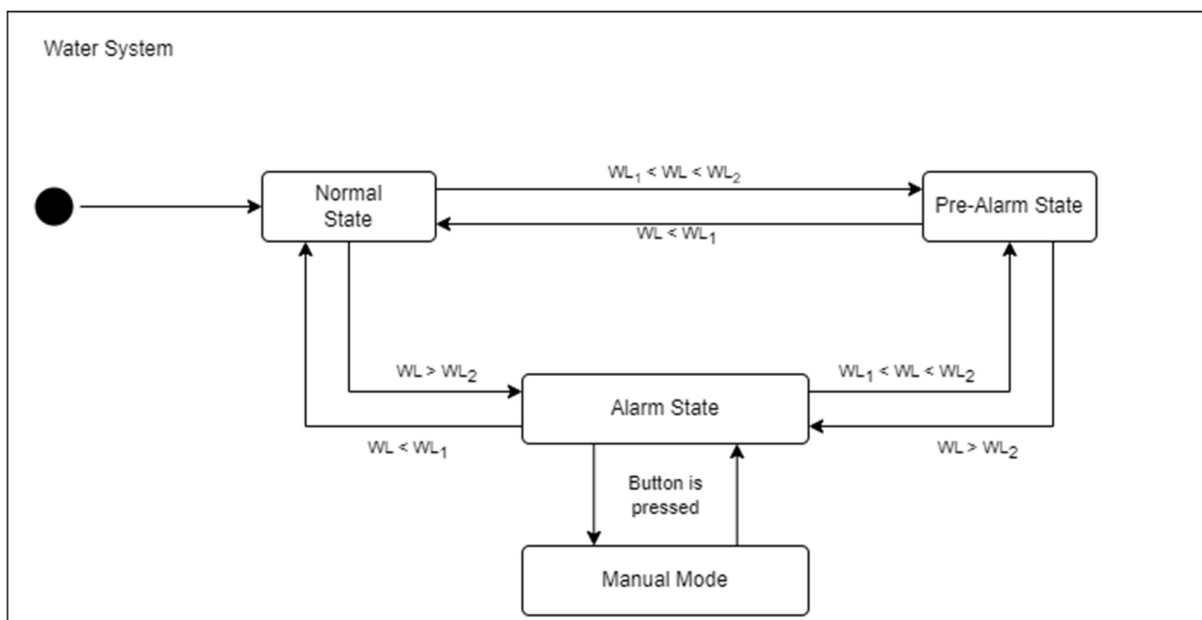 Water System
WL₁ < WL < WL₂
Normal
State
Pre-Alarm State
WL < WL₁
WL > WL₂
WL₁ < WL < WL₂
Alarm State
WL < WL₁
WL > WL₂
Button is
pressed
Manual Mode